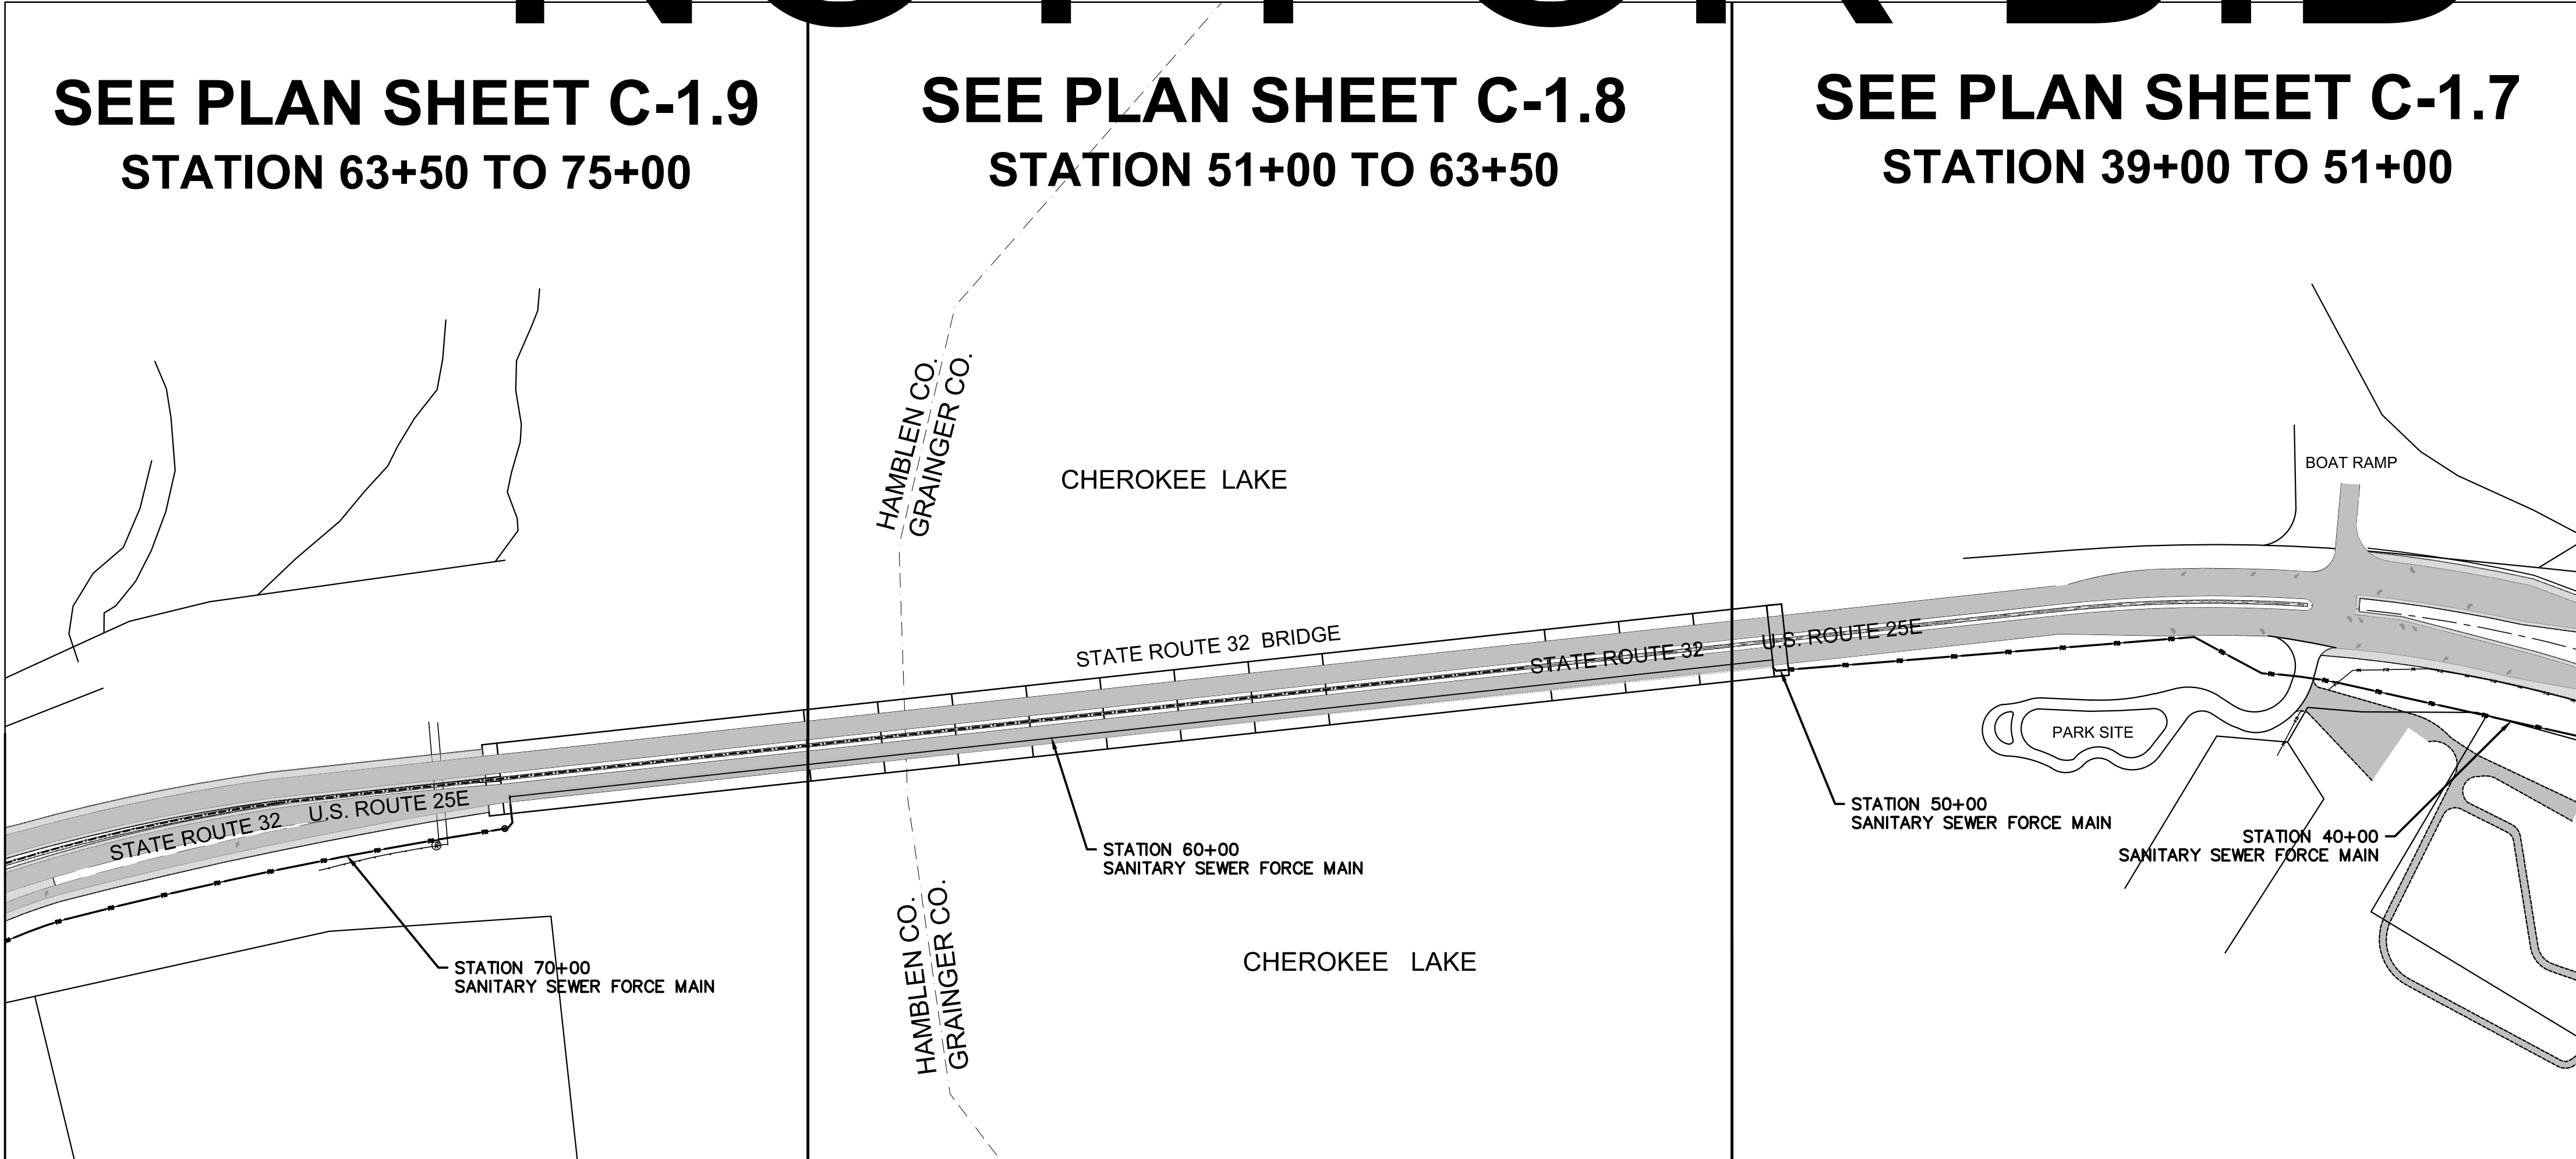 NOT FOR BID
SEE PLAN SHEET C-1.9
STATION 63+50 TO 75+00
SEE PLAN SHEET C-1.8
STATION 51+00 TO 63+50
SEE PLAN SHEET C-1.7
STATION 39+00 TO 51+00
HAMBLEN CO.
GRAINGER CO.
CHEROKEE LAKE
BOAT RAMP
STATE ROUTE 32 BRIDGE
STATE ROUTE 32
U.S. ROUTE 25E
PARK SITE
STATE ROUTE 32
U.S. ROUTE 25E
STATION 50+00
SANITARY SEWER FORCE MAIN
STATION 40+00
SANITARY SEWER FORCE MAIN
STATION 60+00
SANITARY SEWER FORCE MAIN
HAMBLEN CO.
GRAINGER CO.
CHEROKEE LAKE
STATION 70+00
SANITARY SEWER FORCE MAIN